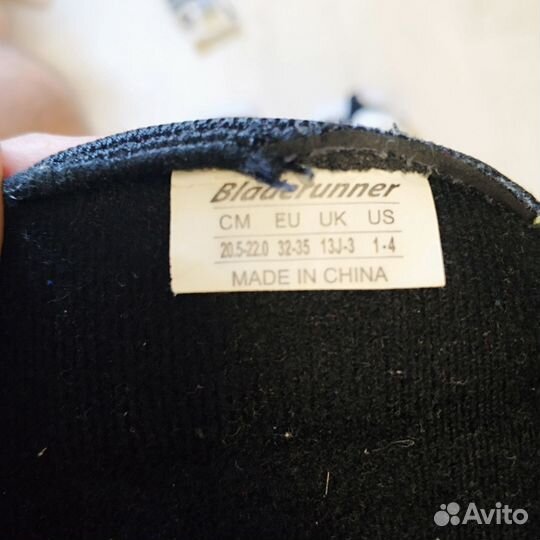 Bladerunner
CM EU UK US
20.5-22.0 32-35 13J-3 1-4
MADE IN CHINA
Avito